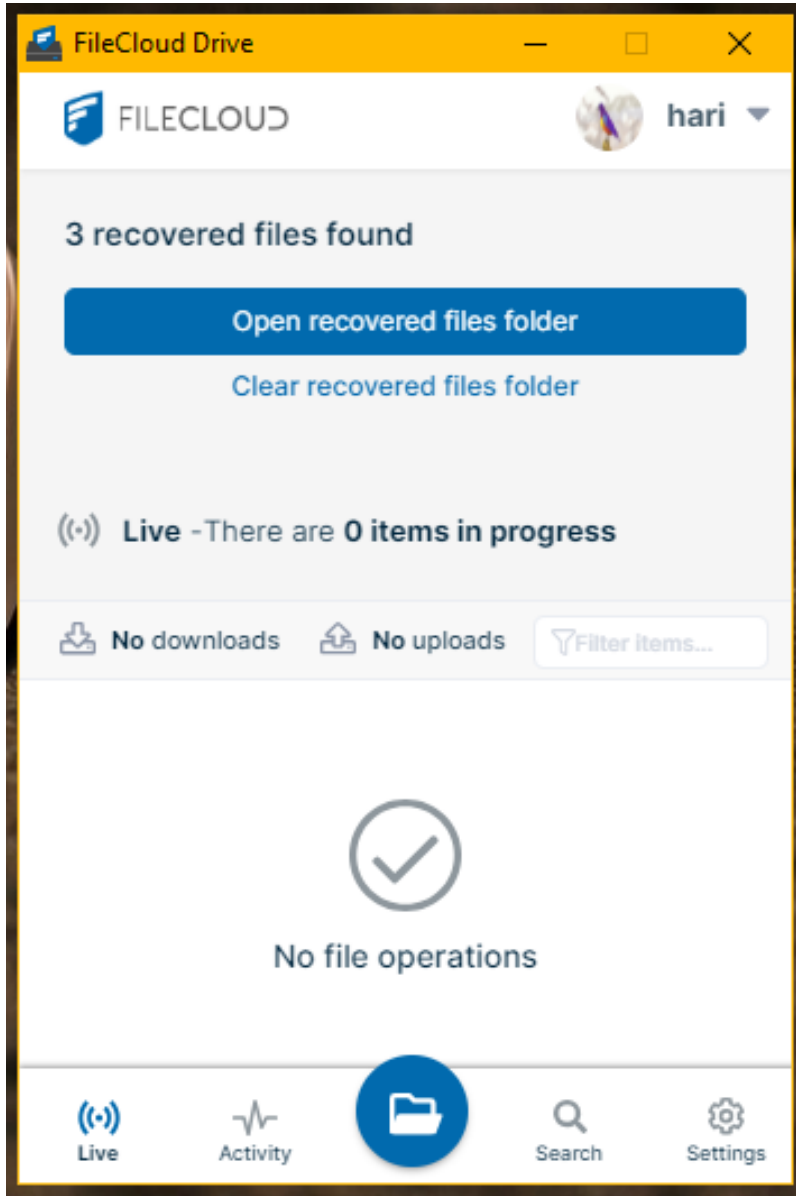 FileCloud Drive
FILECLOUD
hari
3 recovered files found
Open recovered files folder
Clear recovered files folder
Live -There are 0 items in progress
No downloads No uploads Filter items...
No file operations
Live Activity Search Settings